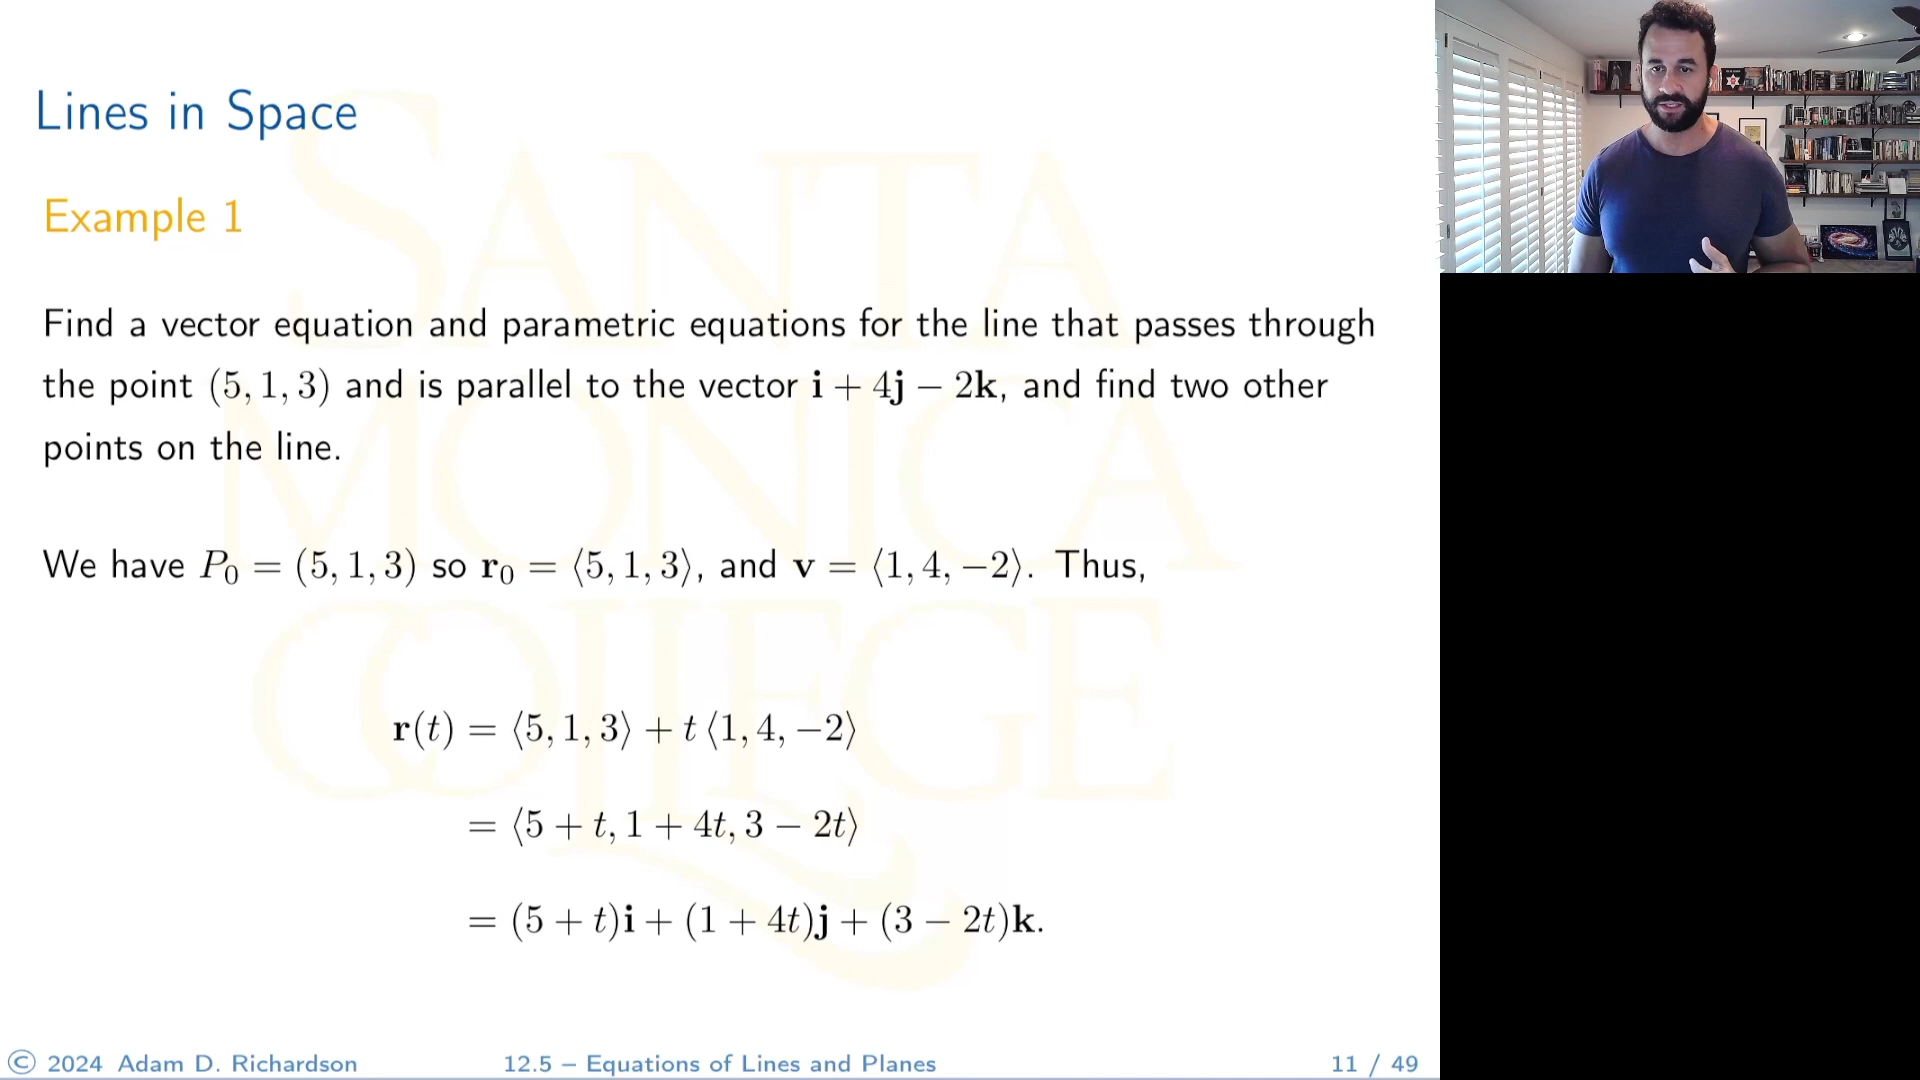 Lines in Space
Example 1
Find a vector equation and parametric equations for the line that passes through
the point (5, 1, 3) and is parallel to the vector i + 4j − 2k, and find two other
points on the line.
We have P₀ = (5, 1, 3) so r₀ = ⟨5, 1, 3⟩, and v = ⟨1, 4, −2⟩. Thus,
r(t) = ⟨5, 1, 3⟩ + t ⟨1, 4, −2⟩
= ⟨5 + t, 1 + 4t, 3 − 2t⟩
= (5 + t)i + (1 + 4t)j + (3 − 2t)k.
SANTA
MONICA
COLLEGE
© 2024 Adam D. Richardson 12.5 – Equations of Lines and Planes 11 / 49